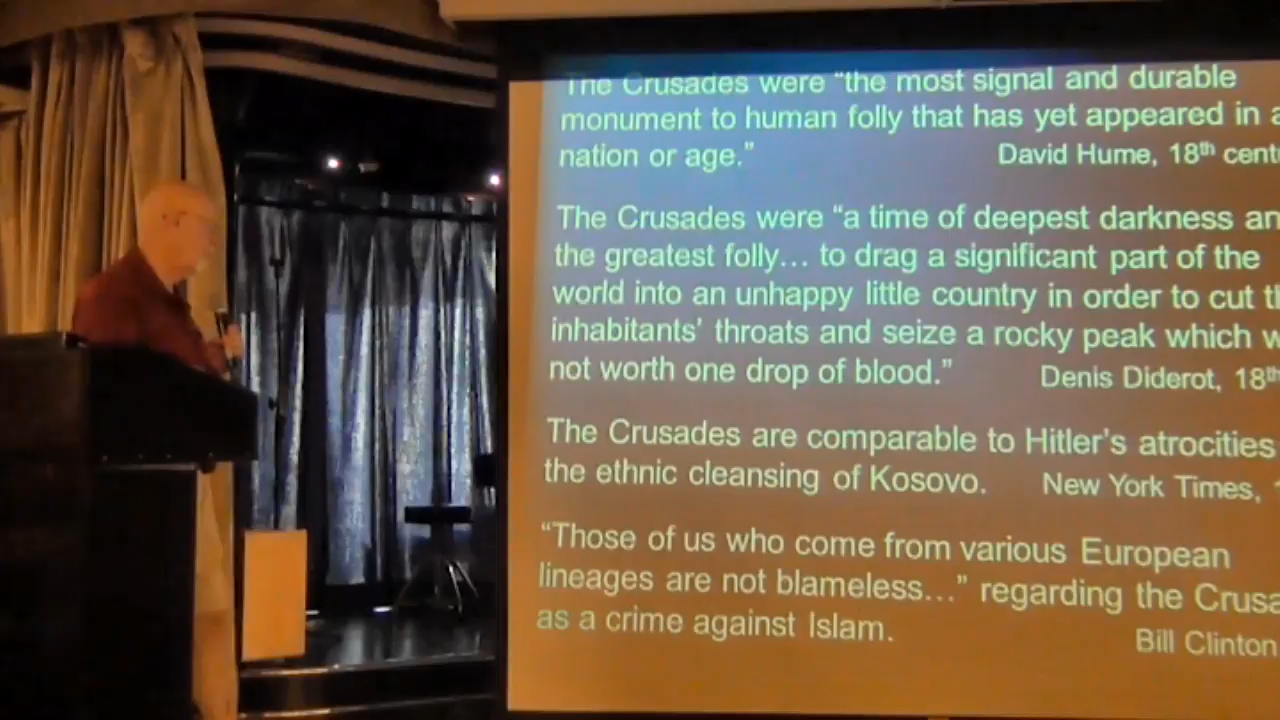 The Crusades were “the most signal and durable
monument to human folly that has yet appeared in
nation or age.” David Hume, 18th
The Crusades were “a time of deepest darkness
the greatest folly… to drag a significant part of the
world into an unhappy little country in order to cut
inhabitants’ throats and seize a rocky peak which
not worth one drop of blood.” Denis Diderot, 18th
The Crusades are comparable to Hitler’s atrocities
the ethnic cleansing of Kosovo. New York Times,
“Those of us who come from various European
lineages are not blameless…” regarding the
as a crime against Islam.
Bill Clinton